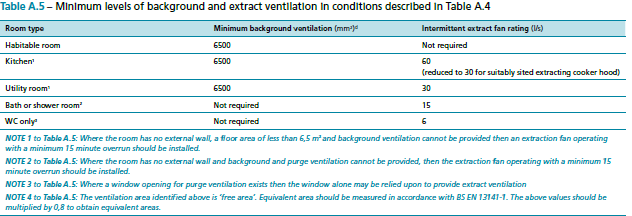 Table A.5 – Minimum levels of background and extract ventilation in conditions described in Table A.4
Room type Minimum background ventilation (mm²)⁴ Intermittent extract fan rating (l/s)
Habitable room 6500 Not required
Kitchen¹ 6500 60
(reduced to 30 for suitably sited extracting cooker hood)
Utility room¹ 6500 30
Bath or shower room² Not required 15
WC only³ Not required 6
NOTE 1 to Table A.5: Where the room has no external wall, a floor area of less than 6,5 m² and background ventilation cannot be provided then an extraction fan operating
with a minimum 15 minute overrun should be installed.
NOTE 2 to Table A.5: Where the room has no external wall and background and purge ventilation cannot be provided, then the extraction fan operating with a minimum 15
minute overrun should be installed.
NOTE 3 to Table A.5: Where a window opening for purge ventilation exists then the window alone may be relied upon to provide extract ventilation
NOTE 4 to Table A.5: The ventilation area identified above is ‘free area’. Equivalent area should be measured in accordance with BS EN 13141-1. The above values should be
multiplied by 0,8 to obtain equivalent areas.